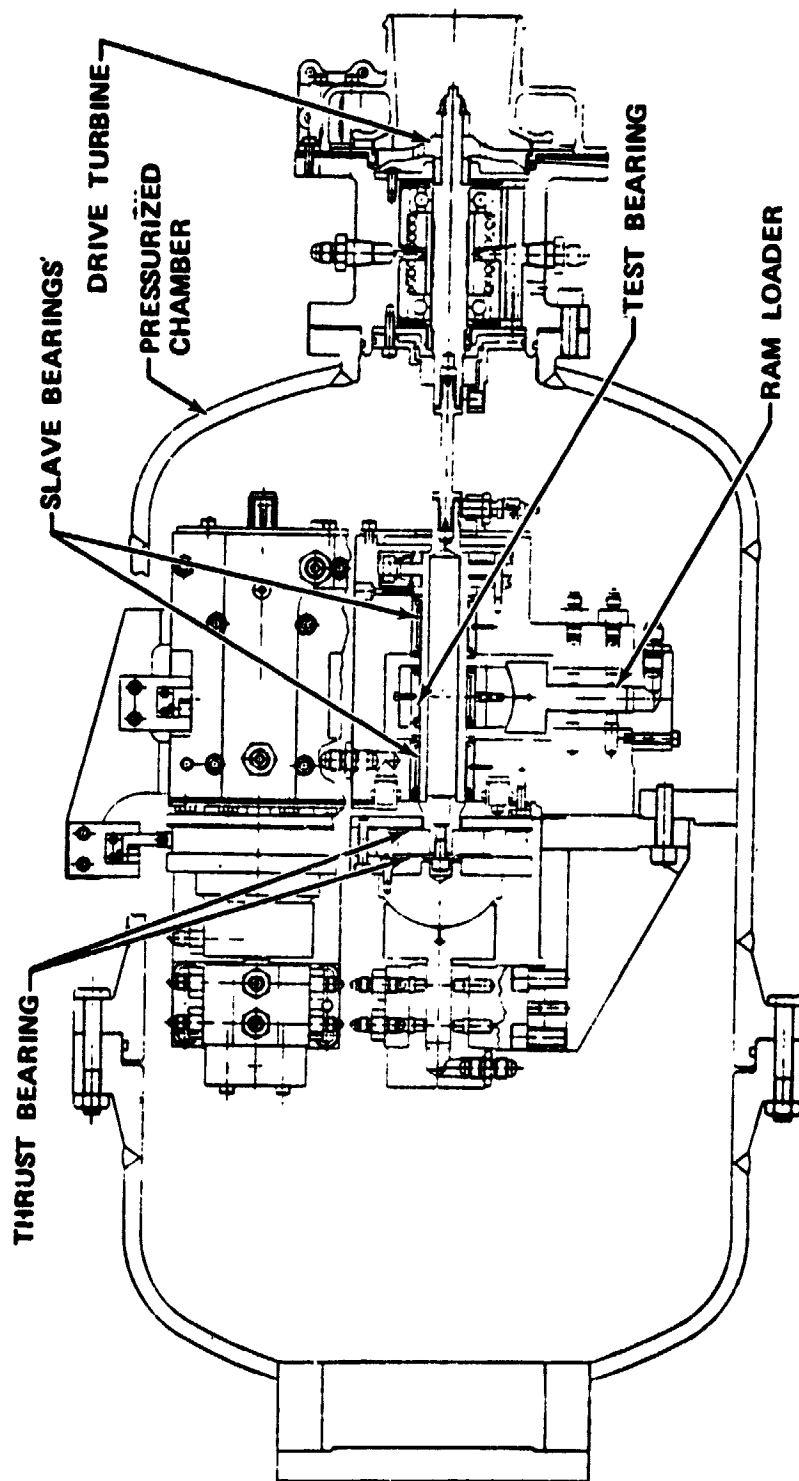 THRUST BEARING
SLAVE BEARINGS
PRESSURIZED
CHAMBER
DRIVE TURBINE
TEST BEARING
RAM LOADER